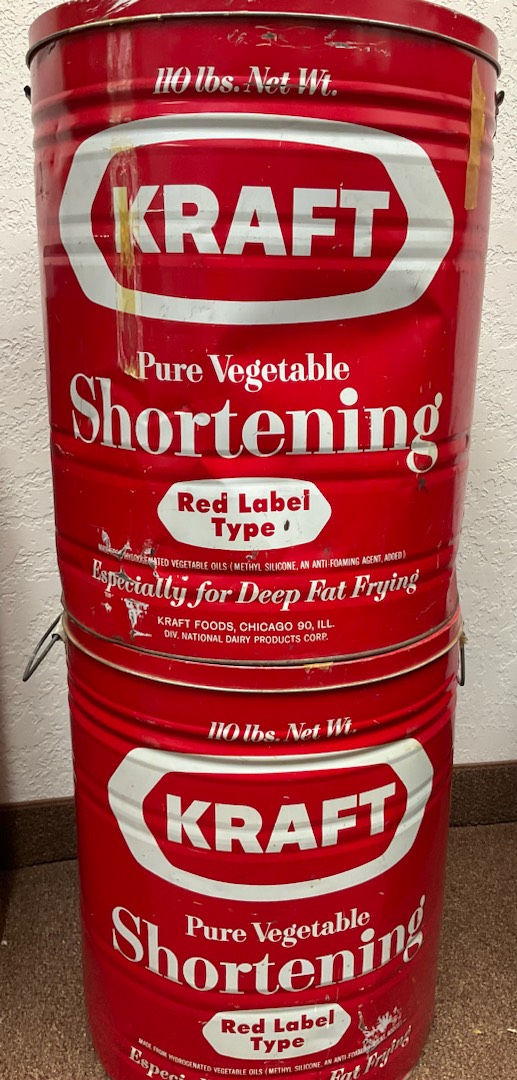 110 lbs. Net Wt.
KRAFT
Pure Vegetable
Shortening
Red Label
Type
HYDROGENATED VEGETABLE OILS (METHYL SILICONE, AN ANTI-FOAMING AGENT, ADDED)
Especially for Deep Fat Frying
KRAFT FOODS, CHICAGO 90, ILL.
DIV. NATIONAL DAIRY PRODUCTS CORP.
110 lbs. Net Wt.
KRAFT
Pure Vegetable
Shortening
Red Label
Type
MADE FROM HYDROGENATED VEGETABLE OILS (METHYL SILICONE, AN ANTI-FOAMING
Fat Frying